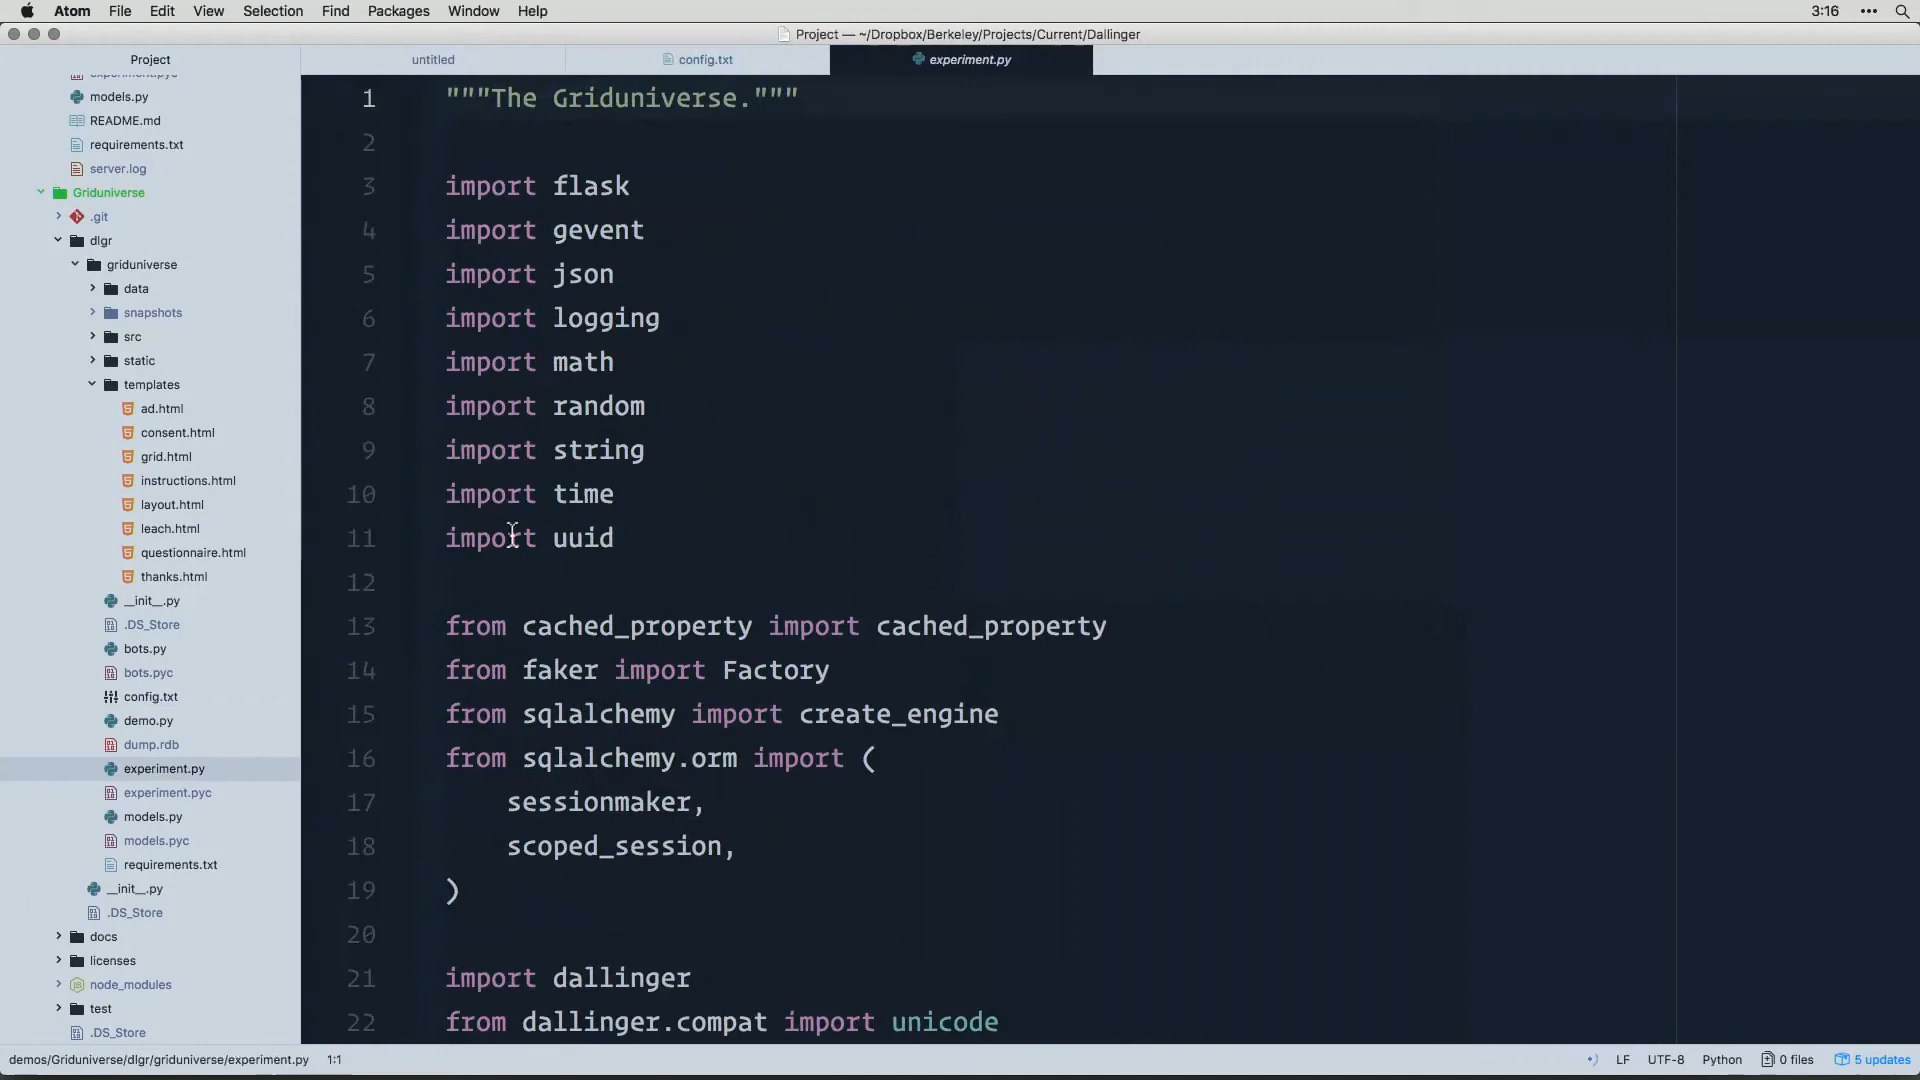 Atom File Edit View Selection Find Packages Window Help 3:16
Project — ~/Dropbox/Berkeley/Projects/Current/Dallinger
Project untitled config.txt experiment.py
experiment.pyc
models.py
README.md
requirements.txt
server.log
Griduniverse
.git
dlgr
griduniverse
data
snapshots
src
static
templates
ad.html
consent.html
grid.html
instructions.html
layout.html
leach.html
questionnaire.html
thanks.html
__init__.py
.DS_Store
bots.py
bots.pyc
config.txt
demo.py
dump.rdb
experiment.py
experiment.pyc
models.py
models.pyc
requirements.txt
__init__.py
.DS_Store
docs
licenses
node_modules
test
.DS_Store
1 """The Griduniverse."""
2
3 import flask
4 import gevent
5 import json
6 import logging
7 import math
8 import random
9 import string
10 import time
11 import uuid
12
13 from cached_property import cached_property
14 from faker import Factory
15 from sqlalchemy import create_engine
16 from sqlalchemy.orm import (
17 sessionmaker,
18 scoped_session,
19 )
20
21 import dallinger
22 from dallinger.compat import unicode
demos/Griduniverse/dlgr/griduniverse/experiment.py 1:1 LF UTF-8 Python 0 files 5 updates